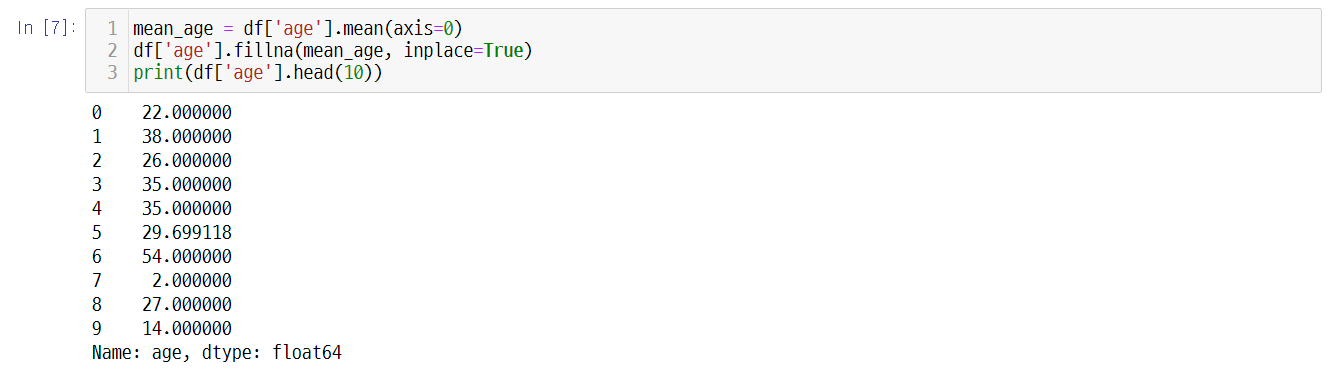 In [7]:
1 mean_age = df['age'].mean(axis=0)
2 df['age'].fillna(mean_age, inplace=True)
3 print(df['age'].head(10))
0    22.000000
1    38.000000
2    26.000000
3    35.000000
4    35.000000
5    29.699118
6    54.000000
7     2.000000
8    27.000000
9    14.000000
Name: age, dtype: float64